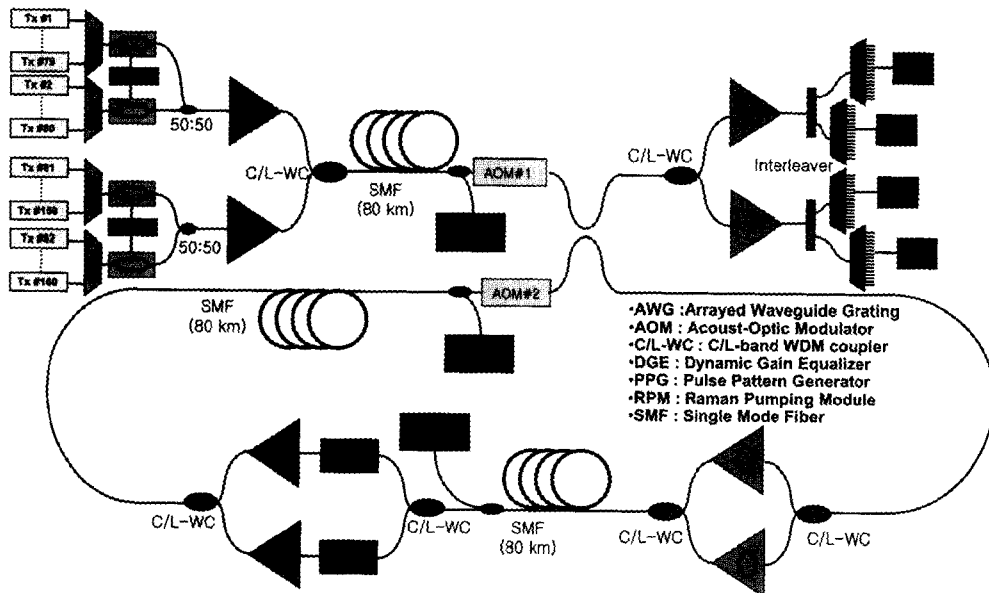 Tx #1
Tx #79
Tx #2
Tx #80
50:50
Tx #81
Tx #82
Tx #160
50:50
C/L-WC
SMF
(80 km)
AOM#1
C/L-WC
Interleaver
SMF
(80 km)
AOM#2
•AWG :Arrayed Waveguide Grating
•AOM : Acoust-Optic Modulator
•C/L-WC : C/L-band WDM coupler
•DGE : Dynamic Gain Equalizer
•PPG : Pulse Pattern Generator
•RPM : Raman Pumping Module
•SMF : Single Mode Fiber
C/L-WC
C/L-WC
SMF
(80 km)
C/L-WC
C/L-WC